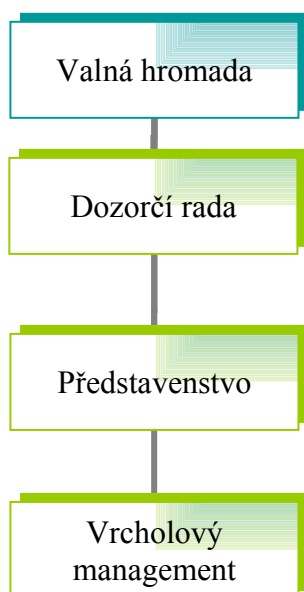 Valná hromada
Dozorčí rada
Představenstvo
Vrcholový
management